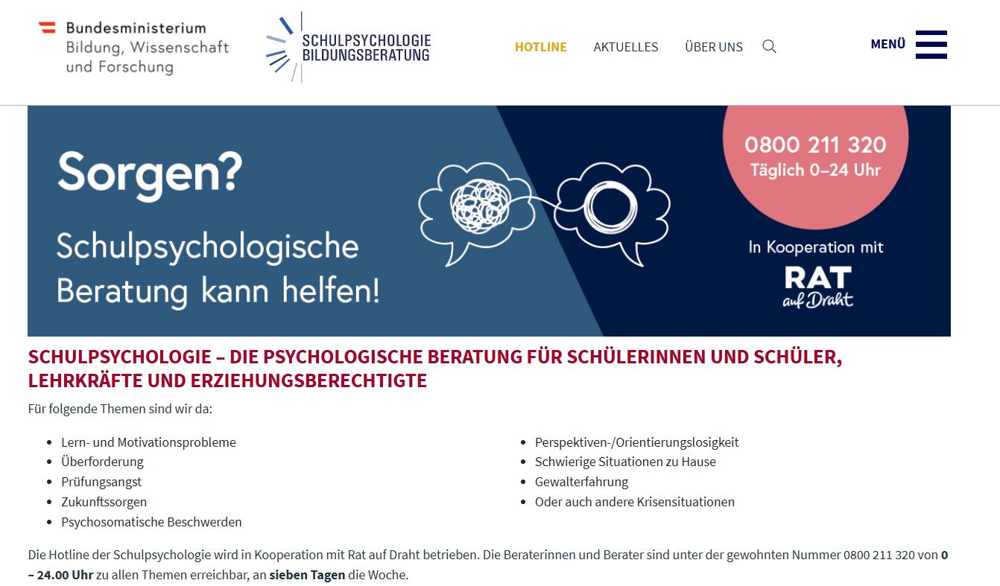 Bundesministerium
Bildung, Wissenschaft
und Forschung
SCHULPSYCHOLOGIE
BILDUNGSBERATUNG
HOTLINE
AKTUELLES
ÜBER UNS
MENÜ
Sorgen?
Schulpsychologische
Beratung kann helfen!
0800 211 320
Täglich 0–24 Uhr
In Kooperation mit
RAT
auf Draht
SCHULPSYCHOLOGIE – DIE PSYCHOLOGISCHE BERATUNG FÜR SCHÜLERINNEN UND SCHÜLER,
LEHRKRÄFTE UND ERZIEHUNGSBERECHTIGTE
Für folgende Themen sind wir da:
• Lern- und Motivationsprobleme
• Überforderung
• Prüfungsangst
• Zukunftssorgen
• Psychosomatische Beschwerden
• Perspektiven-/Orientierungslosigkeit
• Schwierige Situationen zu Hause
• Gewalterfahrung
• Oder auch andere Krisensituationen
Die Hotline der Schulpsychologie wird in Kooperation mit Rat auf Draht betrieben. Die Beraterinnen und Berater sind unter der gewohnten Nummer 0800 211 320 von 0
– 24.00 Uhr zu allen Themen erreichbar, an sieben Tagen die Woche.